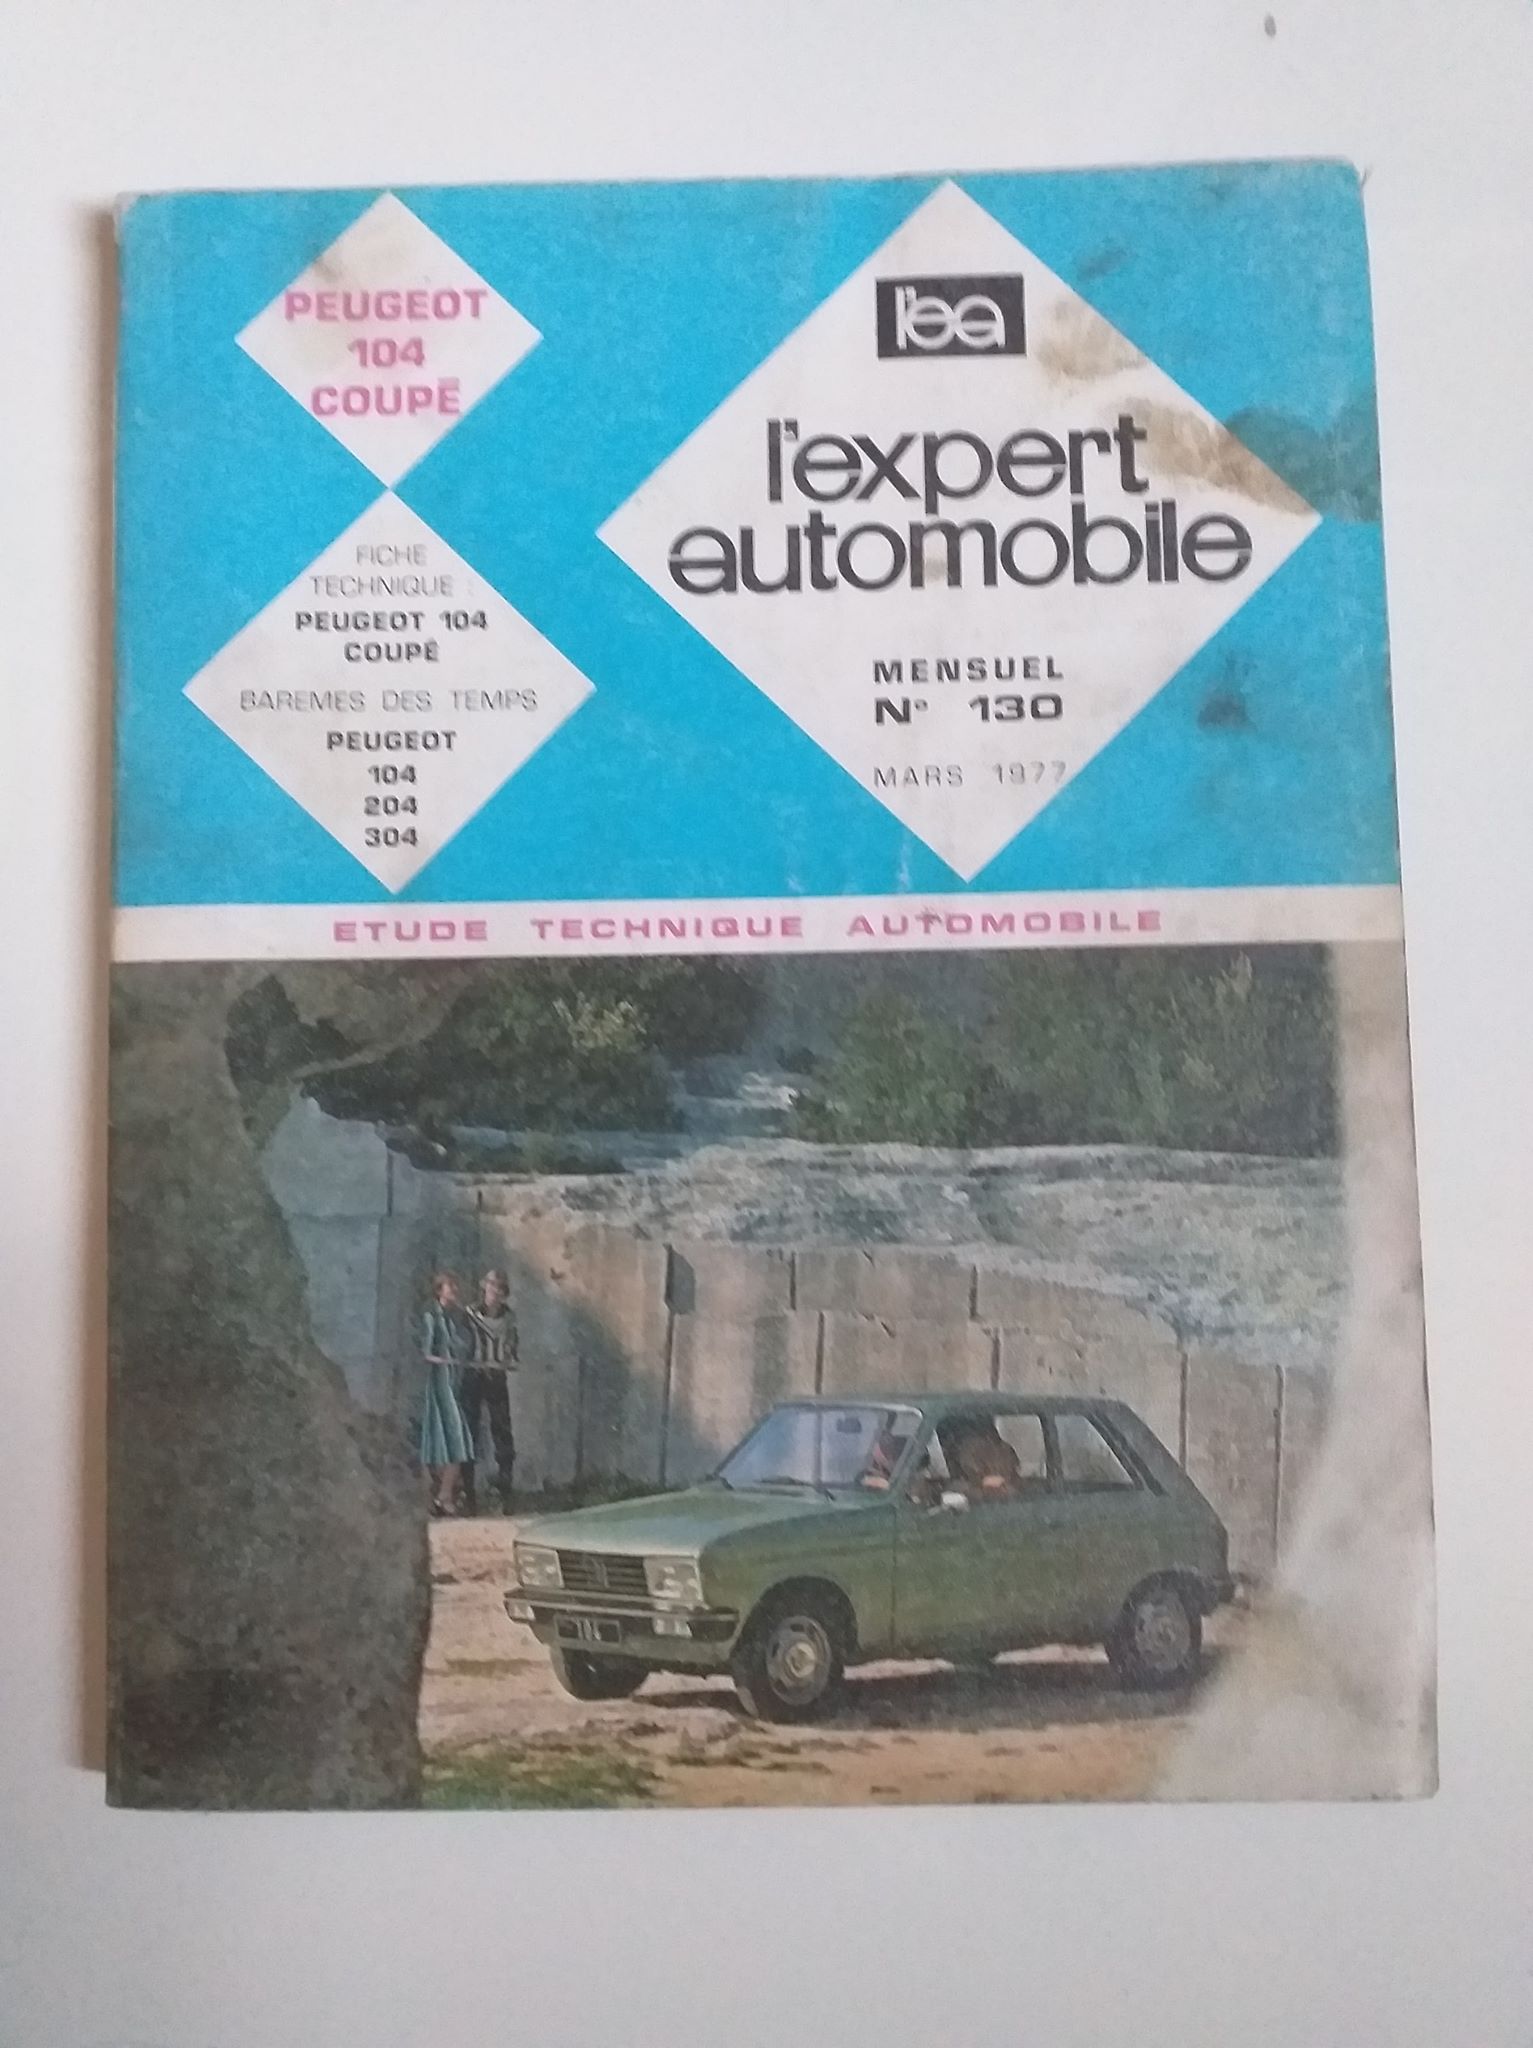 PEUGEOT
104
COUPÉ
FICHE
TECHNIQUE :
PEUGEOT 104
COUPÉ
BAREMES DES TEMPS
PEUGEOT
104
204
304
l'ea
l'expert
automobile
MENSUEL
N° 130
MARS 1977
ETUDE TECHNIQUE AUTOMOBILE
104